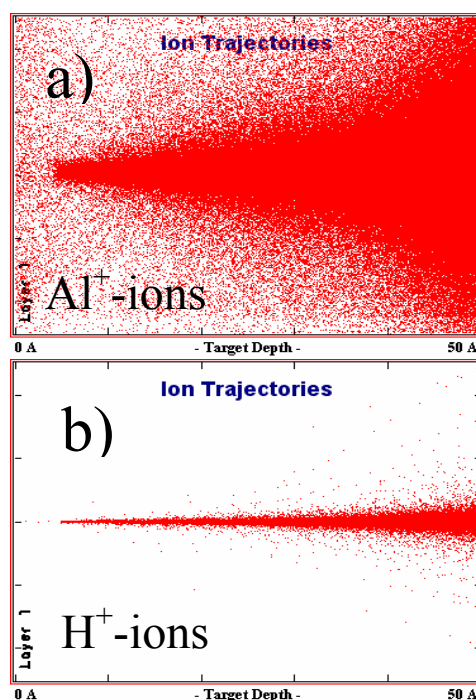 Ion Trajectories
a)
Al⁺-ions
Layer 1
0 A - Target Depth - 50 A
Ion Trajectories
b)
H⁺-ions
Layer 1
0 A - Target Depth - 50 A